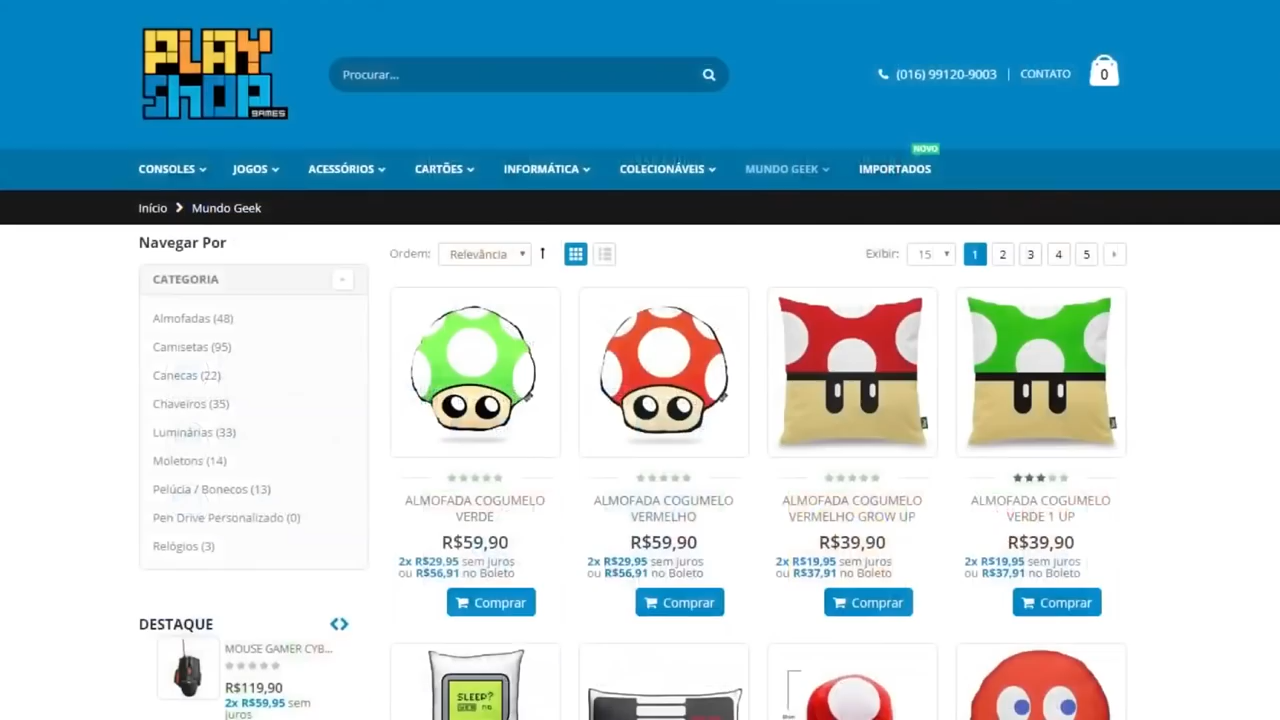 PLAY
SHOP
GAMES
Procurar...
(016) 99120-9003 | CONTATO
0
NOVO
CONSOLES JOGOS ACESSÓRIOS CARTÕES INFORMÁTICA COLECIONÁVEIS MUNDO GEEK IMPORTADOS
Início > Mundo Geek
Navegar Por
CATEGORIA
Almofadas (48)
Camisetas (95)
Canecas (22)
Chaveiros (35)
Luminárias (33)
Moletons (14)
Pelúcia / Bonecos (13)
Pen Drive Personalizado (0)
Relógios (3)
DESTAQUE
MOUSE GAMER CYB...
R$119,90
2x R$59,95 sem
juros
Ordem: Relevância
Exibir: 15 1 2 3 4 5
ALMOFADA COGUMELO
VERDE
R$59,90
2x R$29,95 sem juros
ou R$56,91 no Boleto
Comprar
ALMOFADA COGUMELO
VERMELHO
R$59,90
2x R$29,95 sem juros
ou R$56,91 no Boleto
Comprar
ALMOFADA COGUMELO
VERMELHO GROW UP
R$39,90
2x R$19,95 sem juros
ou R$37,91 no Boleto
Comprar
ALMOFADA COGUMELO
VERDE 1 UP
R$39,90
2x R$19,95 sem juros
ou R$37,91 no Boleto
Comprar
SLEEP?
NO